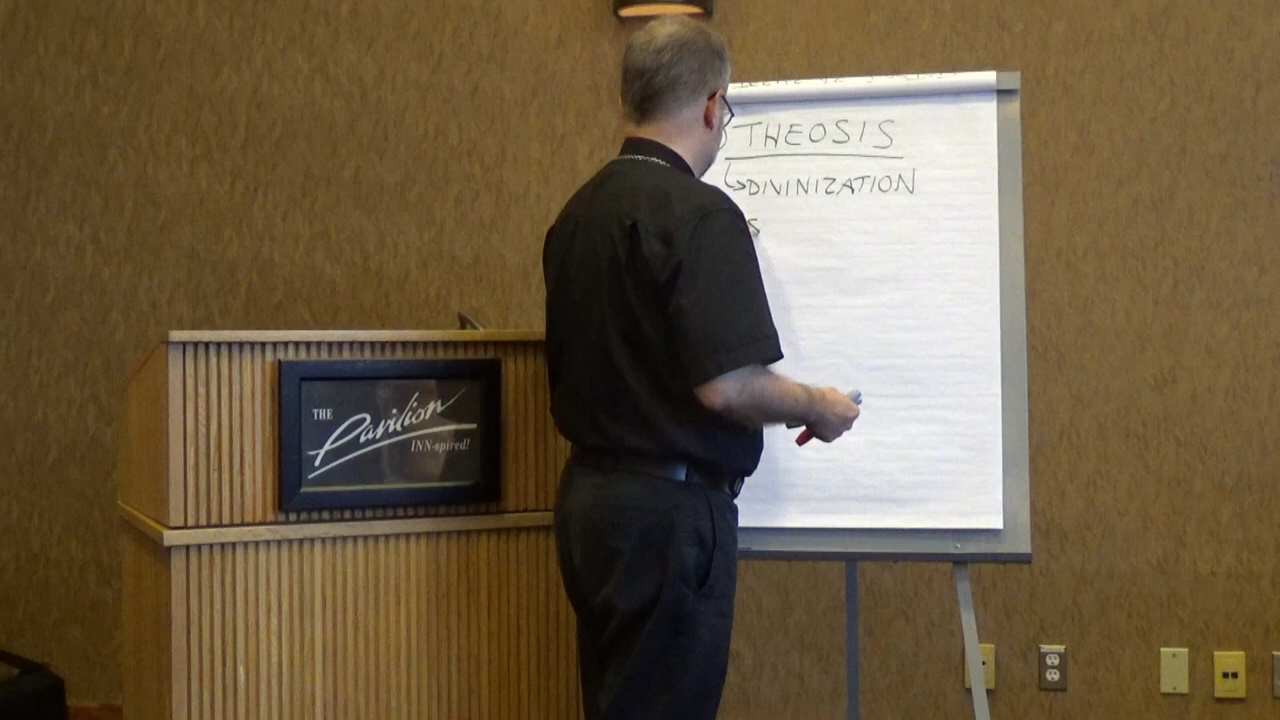 THE
Pavilion
INN-spired!
THEOSIS
DIVINIZATION
S